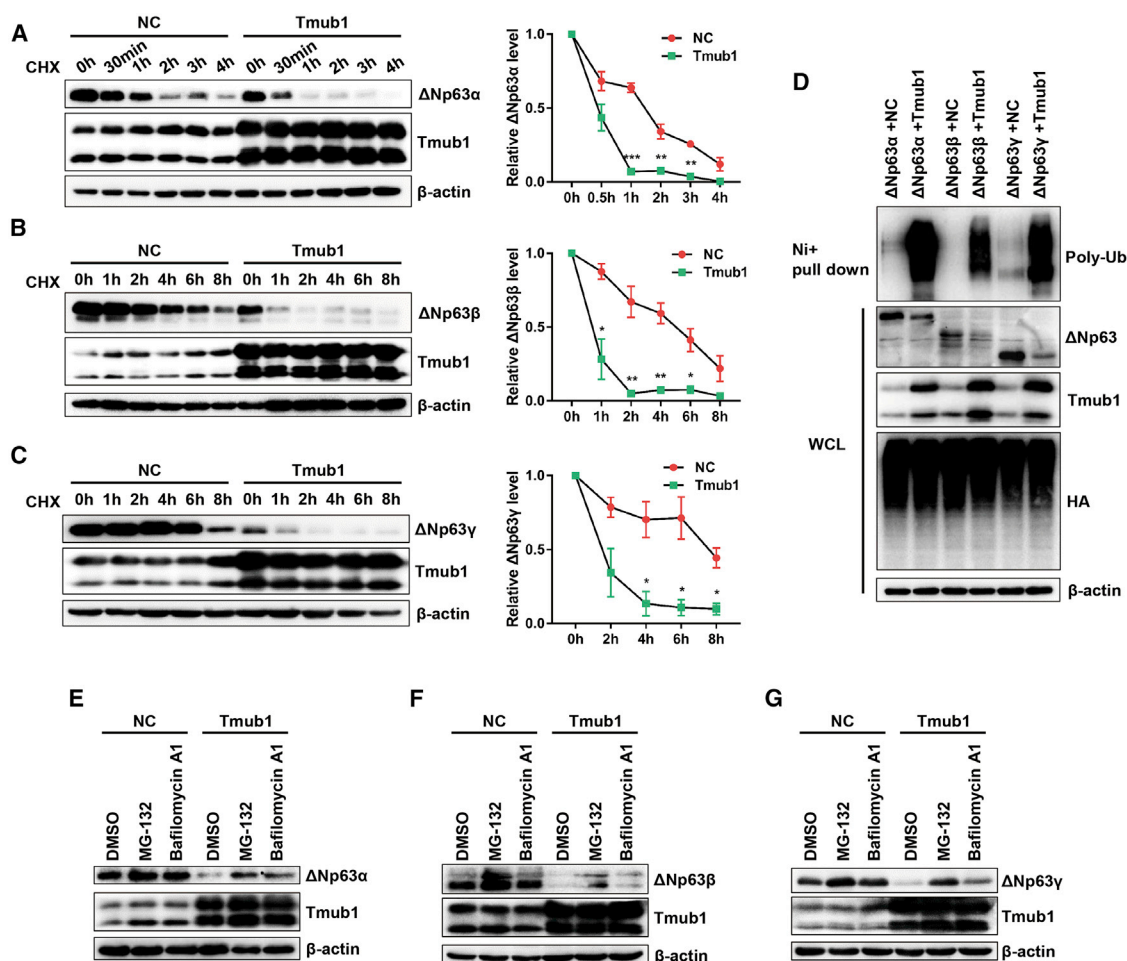 A
NC Tmub1
CHX 0h 30min 1h 2h 3h 4h 0h 30min 1h 2h 3h 4h
ΔNp63α
Tmub1
β-actin
Relative ΔNp63α level
1.0
0.5
0.0
NC
Tmub1
*** ** **
0h 0.5h 1h 2h 3h 4h
B
NC Tmub1
CHX 0h 1h 2h 4h 6h 8h 0h 1h 2h 4h 6h 8h
ΔNp63β
Tmub1
β-actin
Relative ΔNp63β level
1.0
0.5
0.0
NC
Tmub1
* ** ** *
0h 1h 2h 4h 6h 8h
C
NC Tmub1
CHX 0h 1h 2h 4h 6h 8h 0h 1h 2h 4h 6h 8h
ΔNp63γ
Tmub1
β-actin
Relative ΔNp63γ level
1.0
0.5
0.0
NC
Tmub1
* * *
0h 2h 4h 6h 8h
D
ΔNp63α +NC
ΔNp63α +Tmub1
ΔNp63β +NC
ΔNp63β +Tmub1
ΔNp63γ +NC
ΔNp63γ +Tmub1
Ni+
pull down
Poly-Ub
WCL
ΔNp63
Tmub1
HA
β-actin
E
NC Tmub1
DMSO
MG-132
Bafilomycin A1
DMSO
MG-132
Bafilomycin A1
ΔNp63α
Tmub1
β-actin
F
NC Tmub1
DMSO
MG-132
Bafilomycin A1
DMSO
MG-132
Bafilomycin A1
ΔNp63β
Tmub1
β-actin
G
NC Tmub1
DMSO
MG-132
Bafilomycin A1
DMSO
MG-132
Bafilomycin A1
ΔNp63γ
Tmub1
β-actin